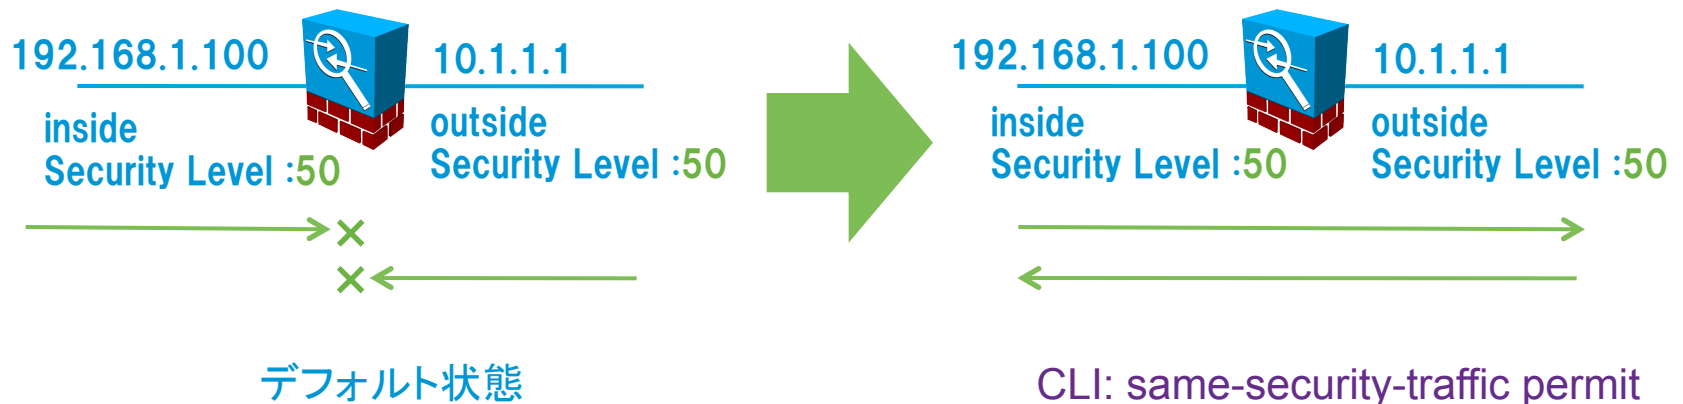 192.168.1.100
10.1.1.1
inside
Security Level :50
outside
Security Level :50
デフォルト状態
192.168.1.100
10.1.1.1
inside
Security Level :50
outside
Security Level :50
CLI: same-security-traffic permit